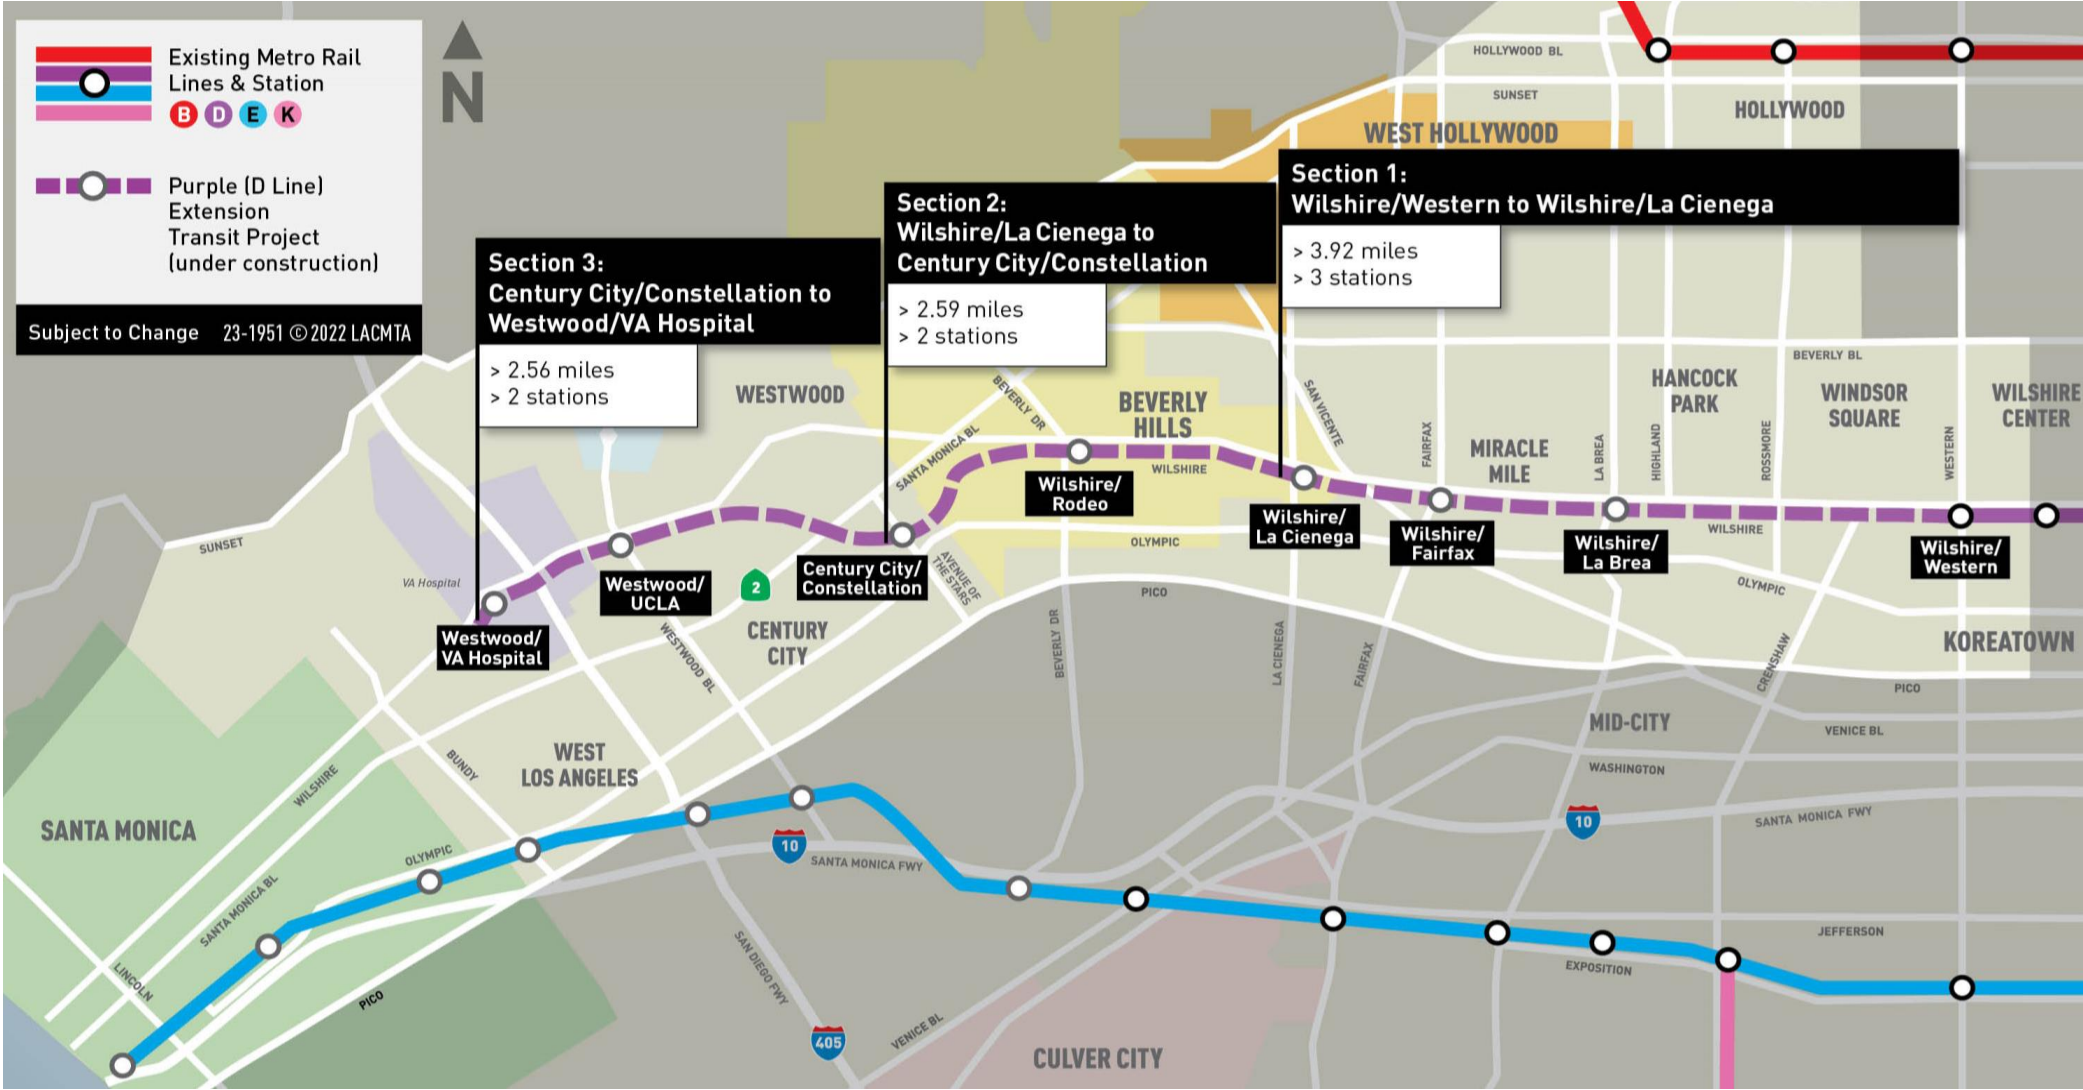 Existing Metro Rail
Lines & Station
B D E K
Purple (D Line)
Extension
Transit Project
(under construction)
Subject to Change 23-1951 © 2022 LACMTA
N
Section 3:
Century City/Constellation to
Westwood/VA Hospital
> 2.56 miles
> 2 stations
Section 2:
Wilshire/La Cienega to
Century City/Constellation
> 2.59 miles
> 2 stations
Section 1:
Wilshire/Western to Wilshire/La Cienega
> 3.92 miles
> 3 stations
HOLLYWOOD BL
SUNSET
HOLLYWOOD
WEST HOLLYWOOD
BEVERLY BL
WESTWOOD
BEVERLY DR
BEVERLY
HILLS
SAN VICENTE
HANCOCK
PARK
WINDSOR
SQUARE
WILSHIRE
CENTER
SANTA MONICA BL
WILSHIRE
FAIRFAX
MIRACLE
MILE
LA BREA
HIGHLAND
ROSSMORE
WESTERN
Wilshire/
Rodeo
Wilshire/
La Cienega
Wilshire/
Fairfax
Wilshire/
La Brea
WILSHIRE
Wilshire/
Western
SUNSET
VA Hospital
Westwood/
VA Hospital
Westwood/
UCLA
2
Century City/
Constellation
AVENUE OF
THE STARS
OLYMPIC
PICO
OLYMPIC
CENTURY
CITY
WESTWOOD BL
BEVERLY DR
LA CIENEGA
FAIRFAX
CRENSHAW
KOREATOWN
PICO
MID-CITY
VENICE BL
WASHINGTON
WEST
LOS ANGELES
BUNDY
WILSHIRE
SANTA MONICA
OLYMPIC
SANTA MONICA BL
LINCOLN
PICO
10
SANTA MONICA FWY
10
SANTA MONICA FWY
SAN DIEGO FWY
405
VENICE BL
CULVER CITY
JEFFERSON
EXPOSITION